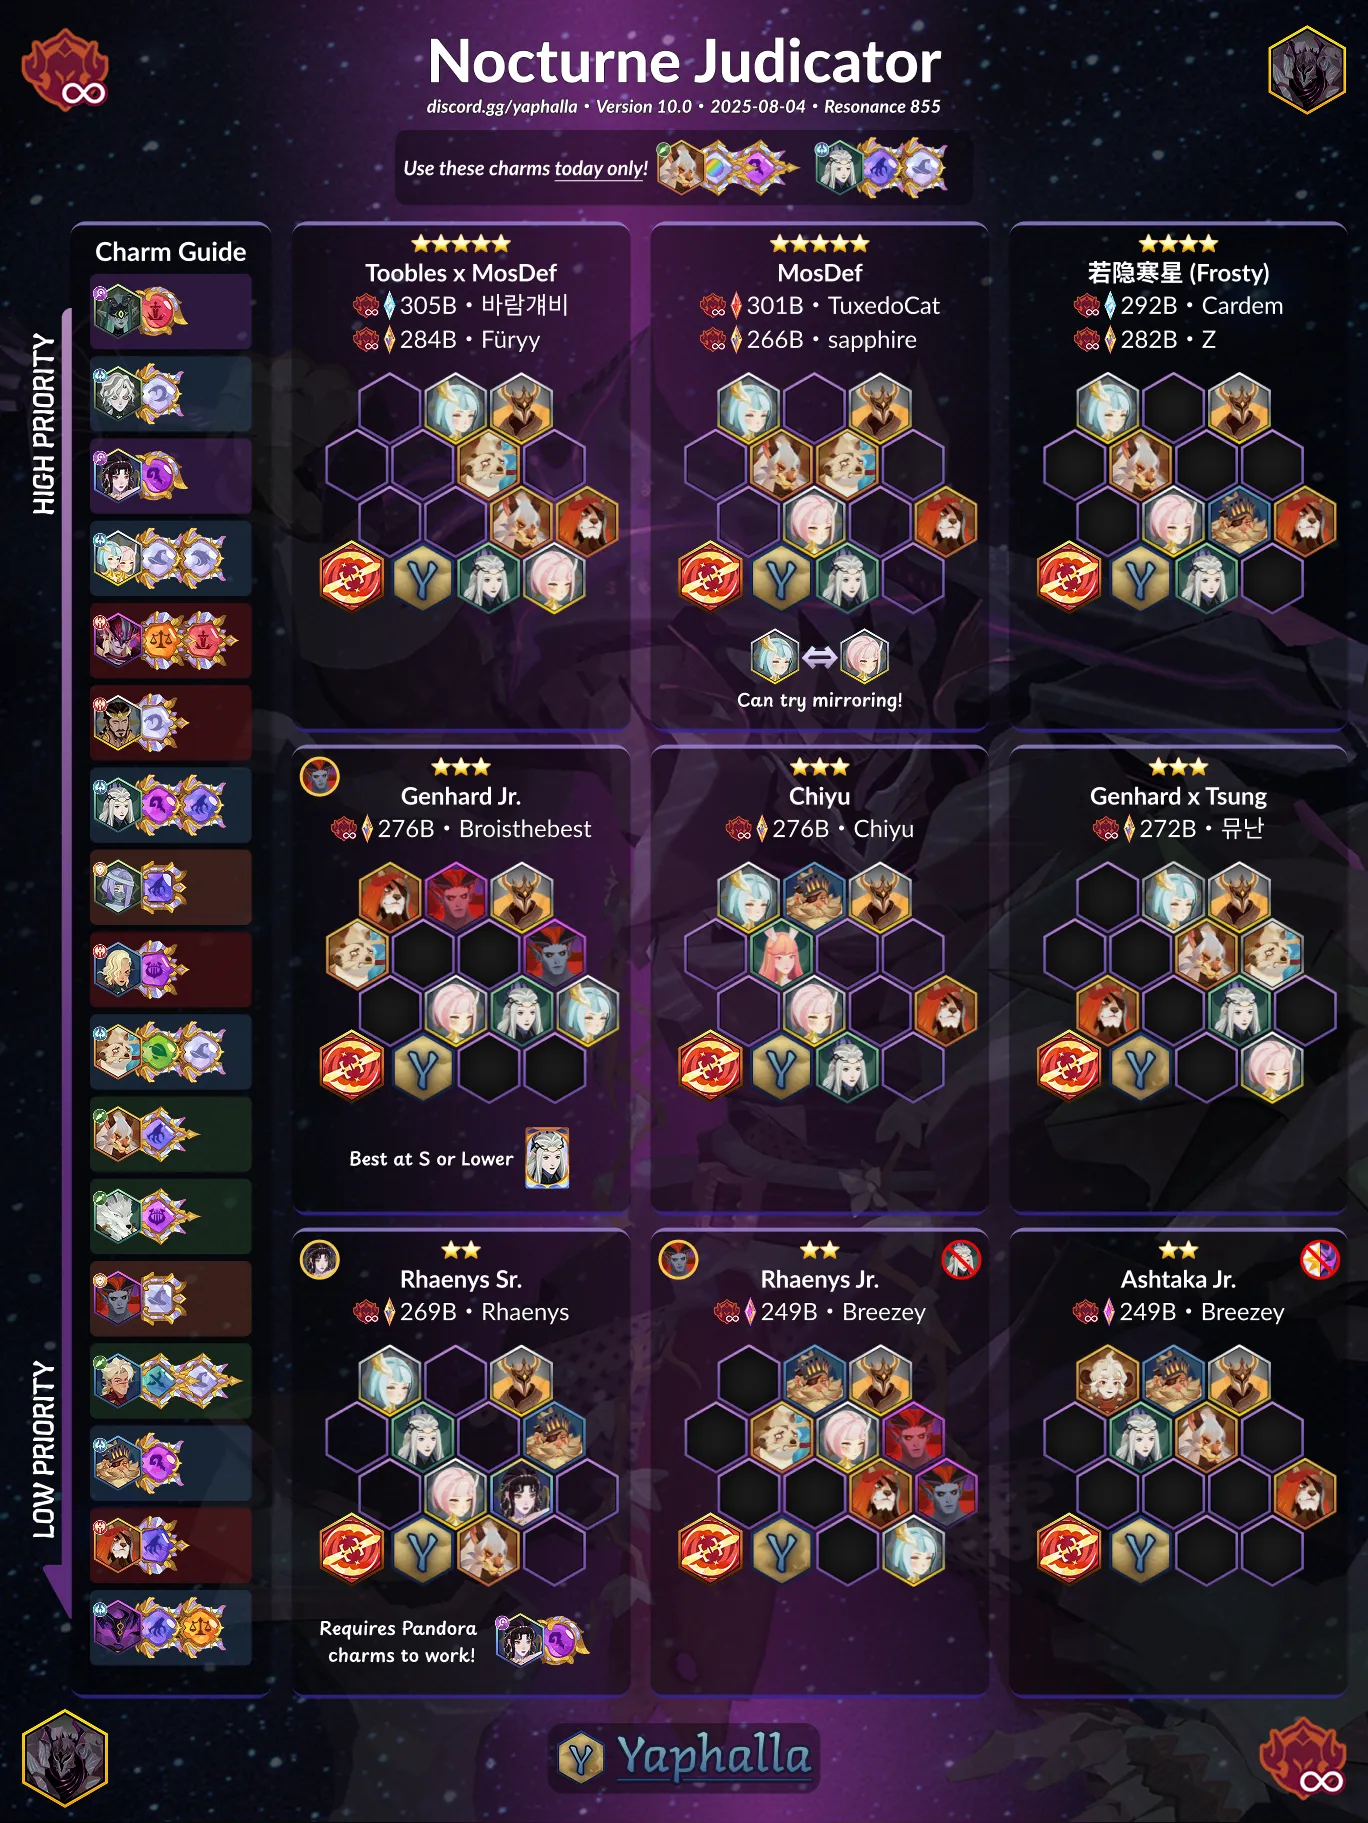 Nocturne Judicator
discord.gg/yaphalla • Version 10.0 • 2025-08-04 • Resonance 855
Use these charms today only!
Charm Guide
HIGH PRIORITY
LOW PRIORITY
Toobles x MosDef
305B • 바람개비
284B • Füryy
Y
MosDef
301B • TuxedoCat
266B • sapphire
Y
Can try mirroring!
若隐寒星 (Frosty)
292B • Cardem
282B • Z
Y
Genhard Jr.
276B • Broisthebest
Y
Best at S or Lower
Chiyu
276B • Chiyu
Y
Genhard x Tsung
272B • 뮤난
Y
Rhaenys Sr.
269B • Rhaenys
Y
Requires Pandora
charms to work!
Rhaenys Jr.
249B • Breezey
Y
Ashtaka Jr.
249B • Breezey
Y
Y Yaphalla